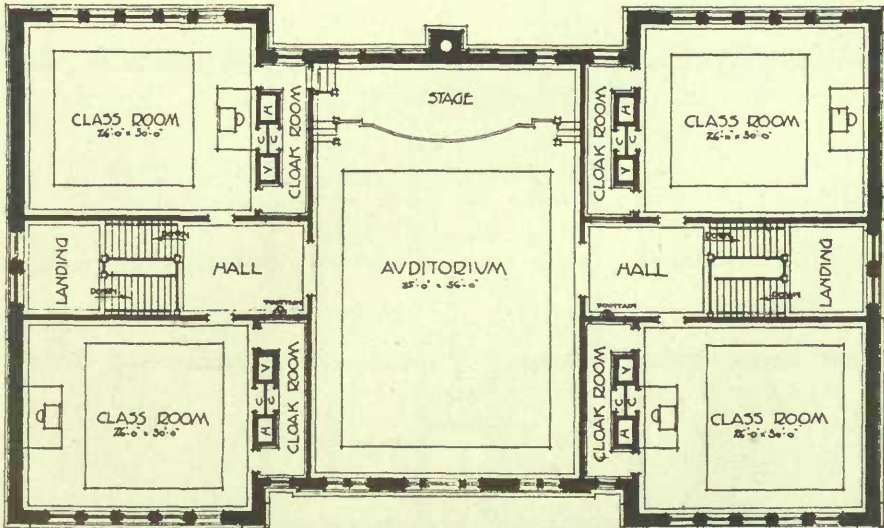 CLASS ROOM
26'-0" x 30'-0"
H
C C
V
CLOAK ROOM
STAGE
CLOAK ROOM
H
C C
V
CLASS ROOM
26'-0" x 30'-0"
LANDING
DOWN
DOWN
HALL
FOUNTAIN
AVDITORIVM
35'-0" x 56'-0"
HALL
FOUNTAIN
DOWN
DOWN
LANDING
CLASS ROOM
26'-0" x 30'-0"
V
C C
H
CLOAK ROOM
CLOAK ROOM
V
C C
H
CLASS ROOM
26'-0" x 30'-0"